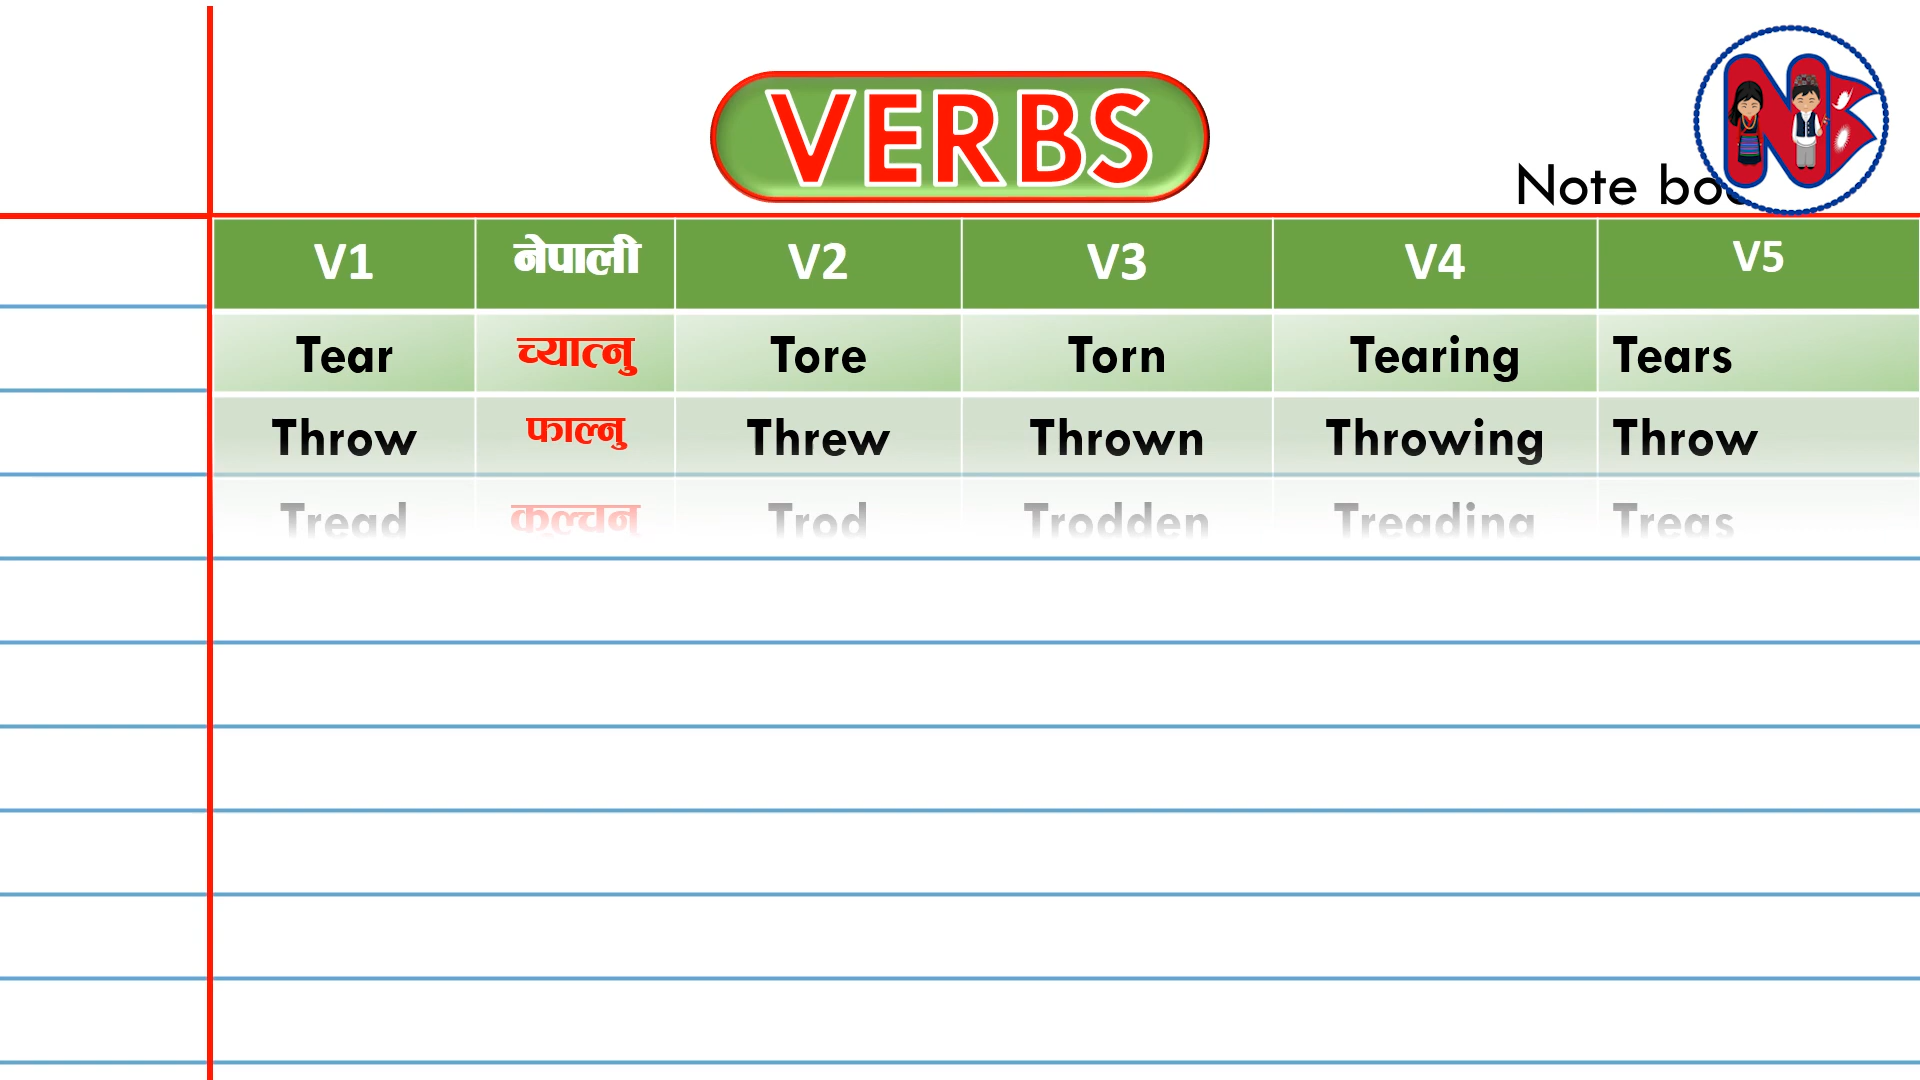 VERBS
Note bo
V1 नेपाली V2 V3 V4 V5
Tear च्यात्नु Tore Torn Tearing Tears
Throw फाल्नु Threw Thrown Throwing Throw
Tread कुल्चनु Trod Trodden Treading Treas